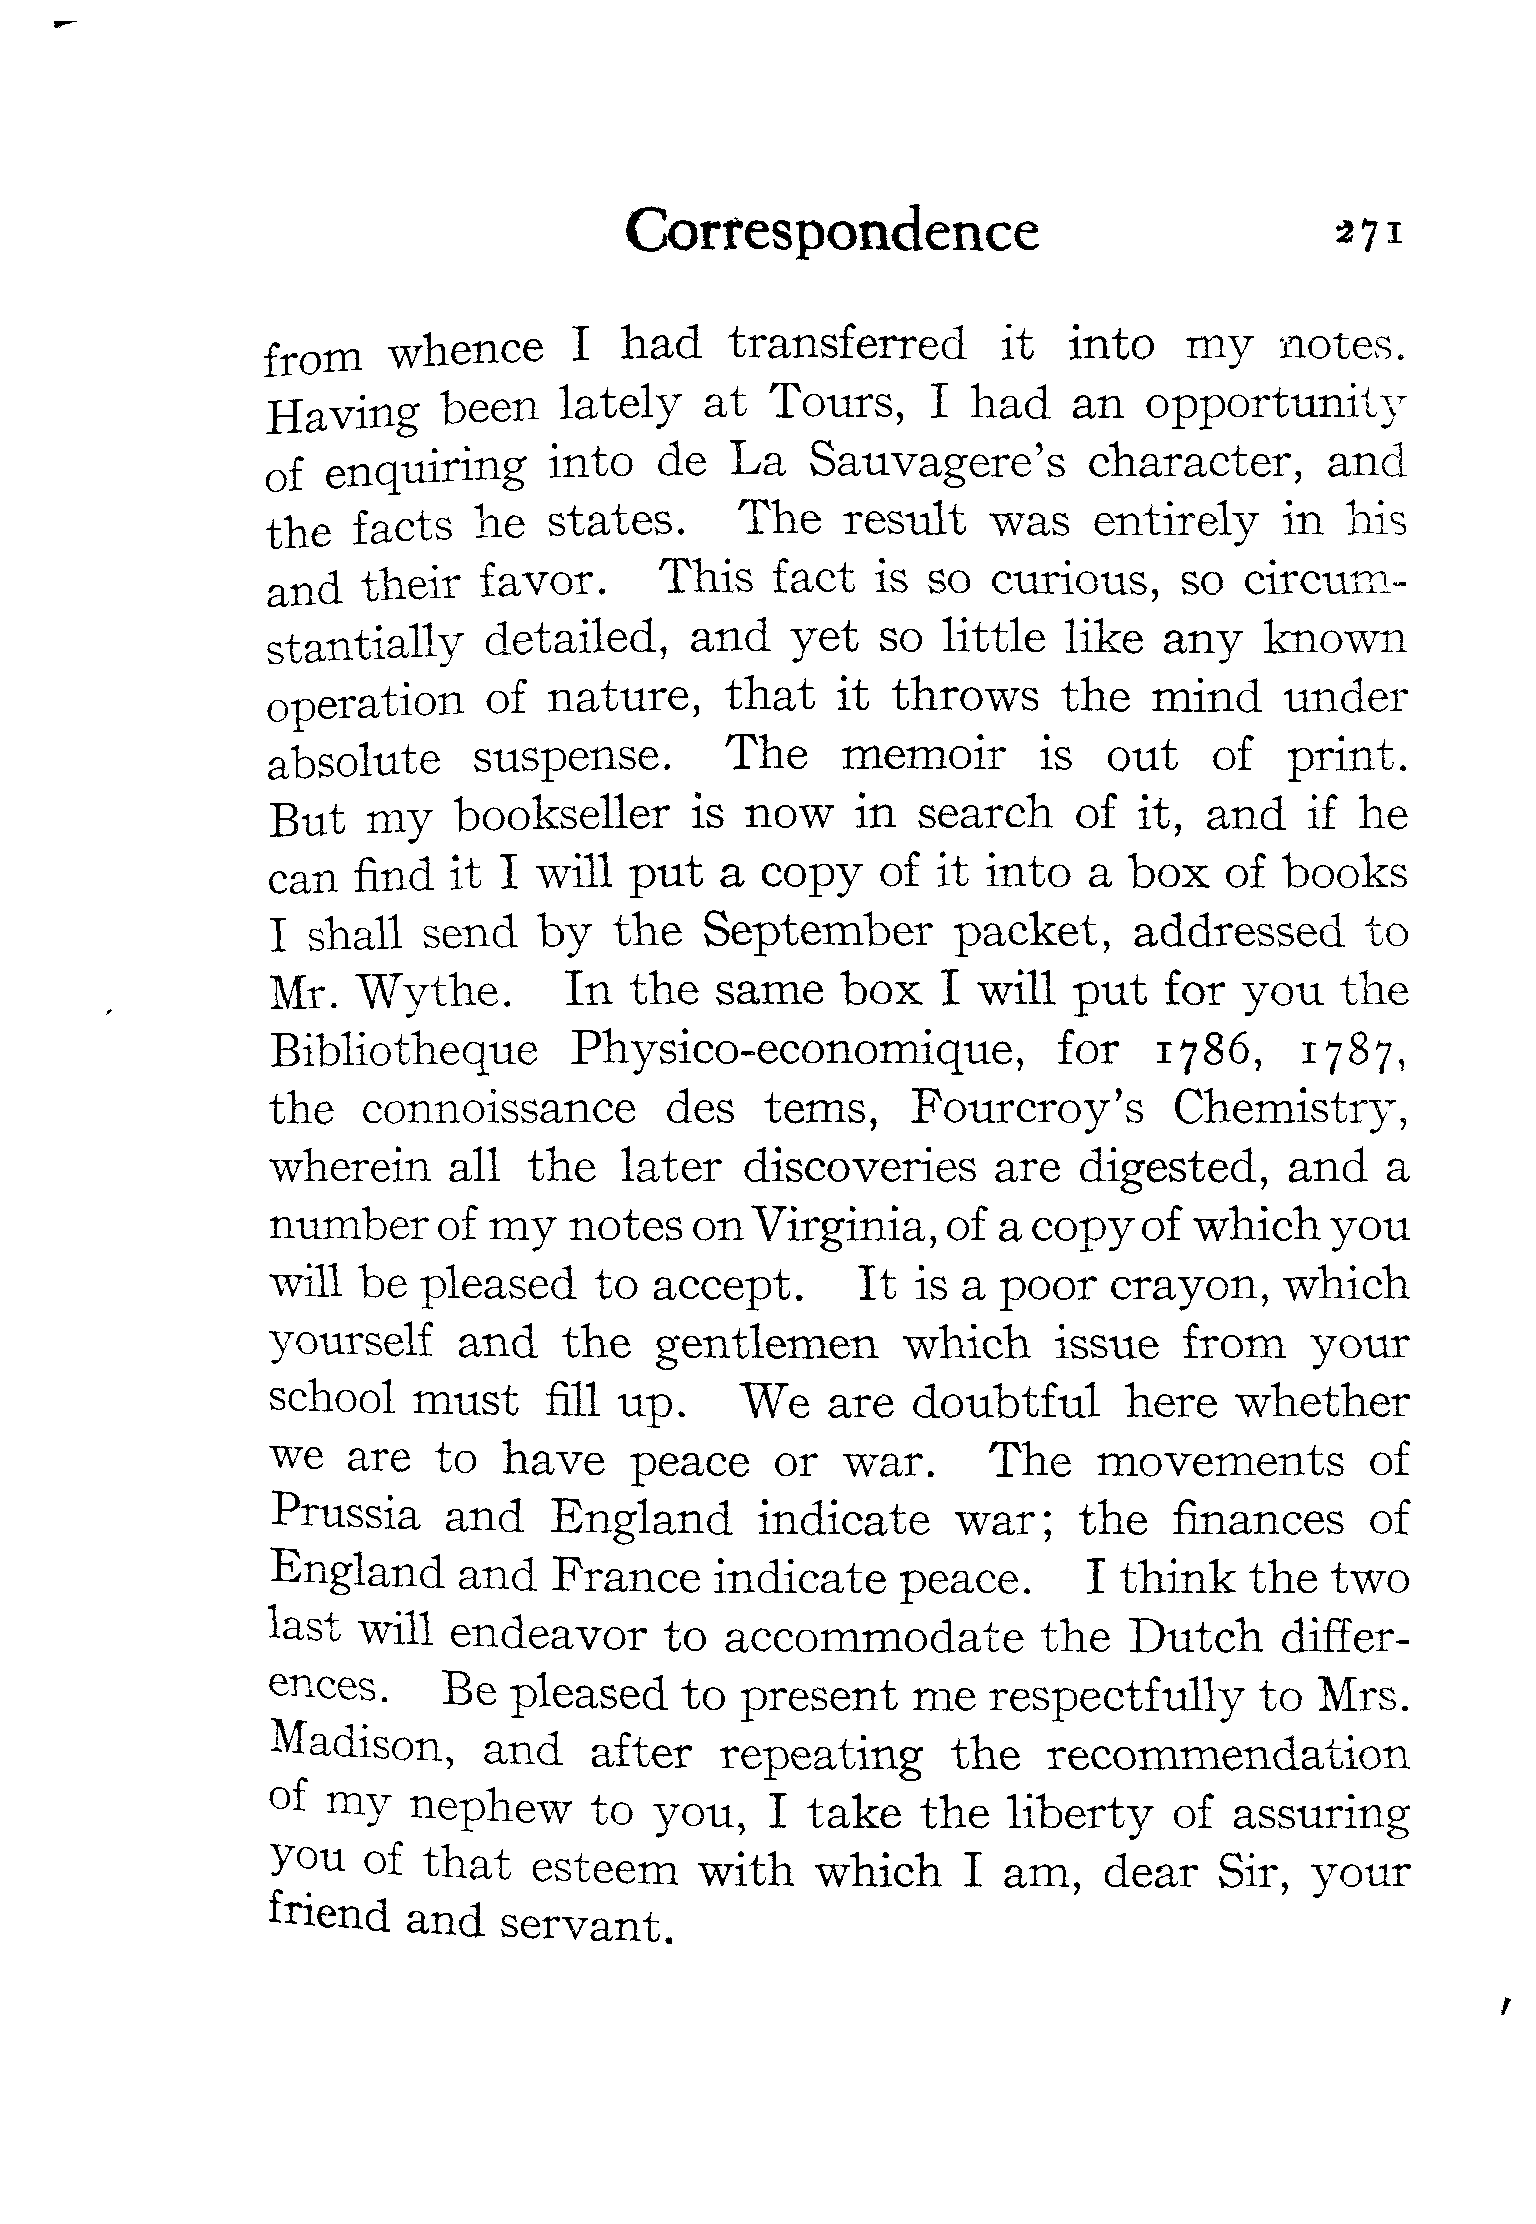 Correspondence 271
from whence I had transferred it into my notes.
Having been lately at Tours, I had an opportunity
of enquiring into de La Sauvagere's character, and
the facts he states. The result was entirely in his
and their favor. This fact is so curious, so circum-
stantially detailed, and yet so little like any known
operation of nature, that it throws the mind under
absolute suspense. The memoir is out of print.
But my bookseller is now in search of it, and if he
can find it I will put a copy of it into a box of books
I shall send by the September packet, addressed to
Mr. Wythe. In the same box I will put for you the
Bibliotheque Physico-economique, for 1786, 1787,
the connoissance des tems, Fourcroy's Chemistry,
wherein all the later discoveries are digested, and a
number of my notes on Virginia, of a copy of which you
will be pleased to accept. It is a poor crayon, which
yourself and the gentlemen which issue from your
school must fill up. We are doubtful here whether
we are to have peace or war. The movements of
Prussia and England indicate war; the finances of
England and France indicate peace. I think the two
last will endeavor to accommodate the Dutch differ-
ences. Be pleased to present me respectfully to Mrs.
Madison, and after repeating the recommendation
of my nephew to you, I take the liberty of assuring
you of that esteem with which I am, dear Sir, your
friend and servant.